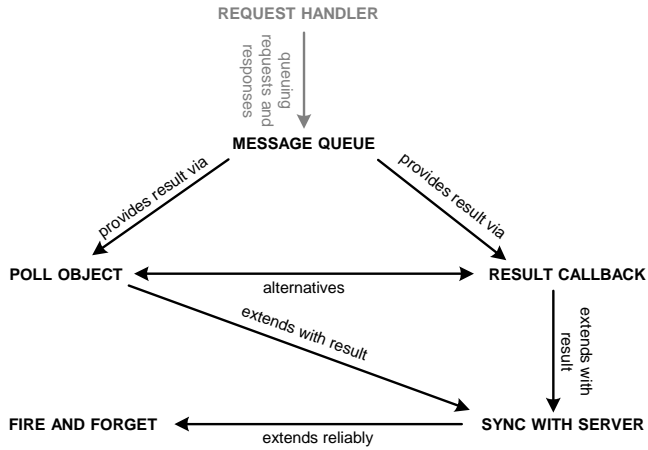 REQUEST HANDLER
queuing
requests and
responses
MESSAGE QUEUE
provides result via
provides result via
POLL OBJECT
alternatives
RESULT CALLBACK
extends with result
extends with
result
FIRE AND FORGET
extends reliably
SYNC WITH SERVER